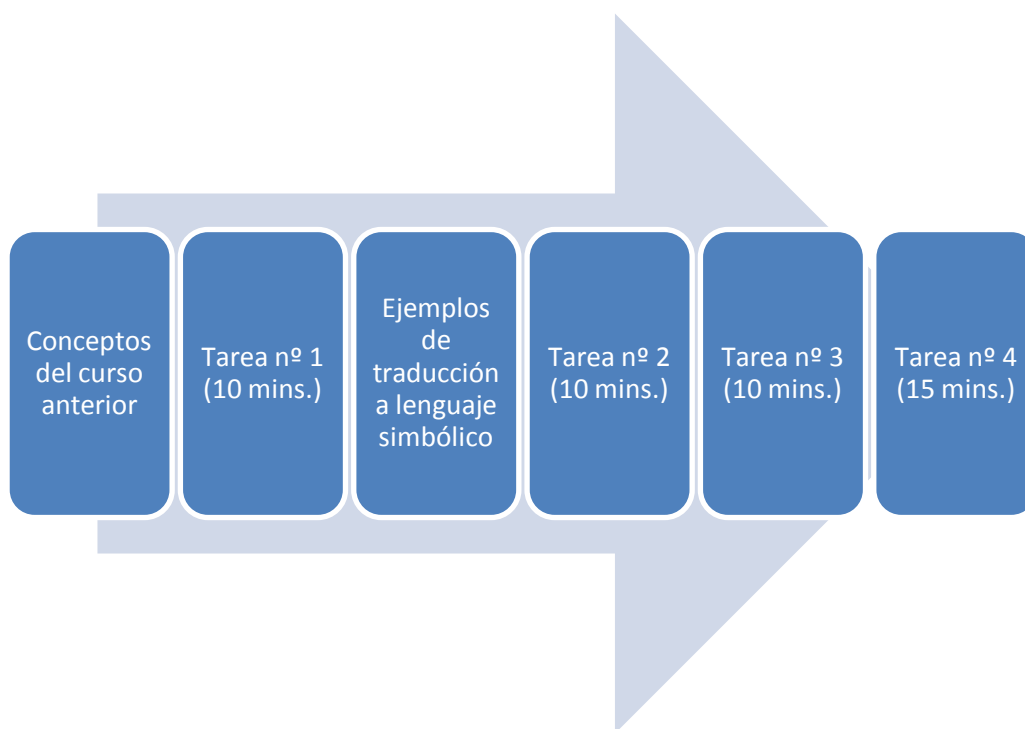 Conceptos
del curso
anterior
Tarea nº 1
(10 mins.)
Ejemplos
de
traducción
a lenguaje
simbólico
Tarea nº 2
(10 mins.)
Tarea nº 3
(10 mins.)
Tarea nº 4
(15 mins.)